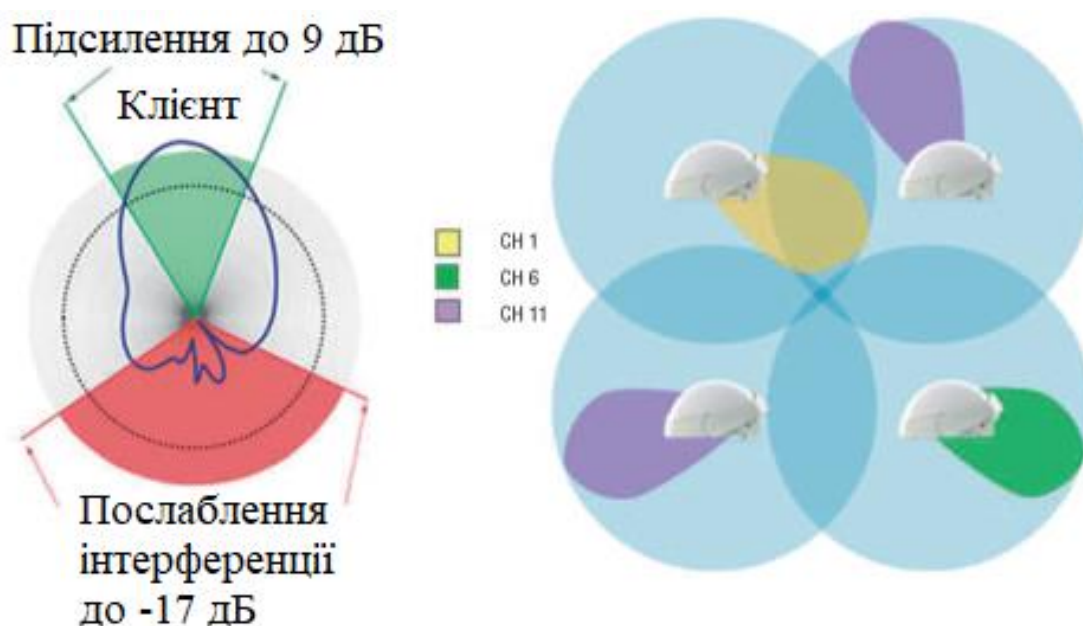 Підсилення до 9 дБ
Клієнт
Послаблення
інтерференції
до -17 дБ
CH 1
CH 6
CH 11